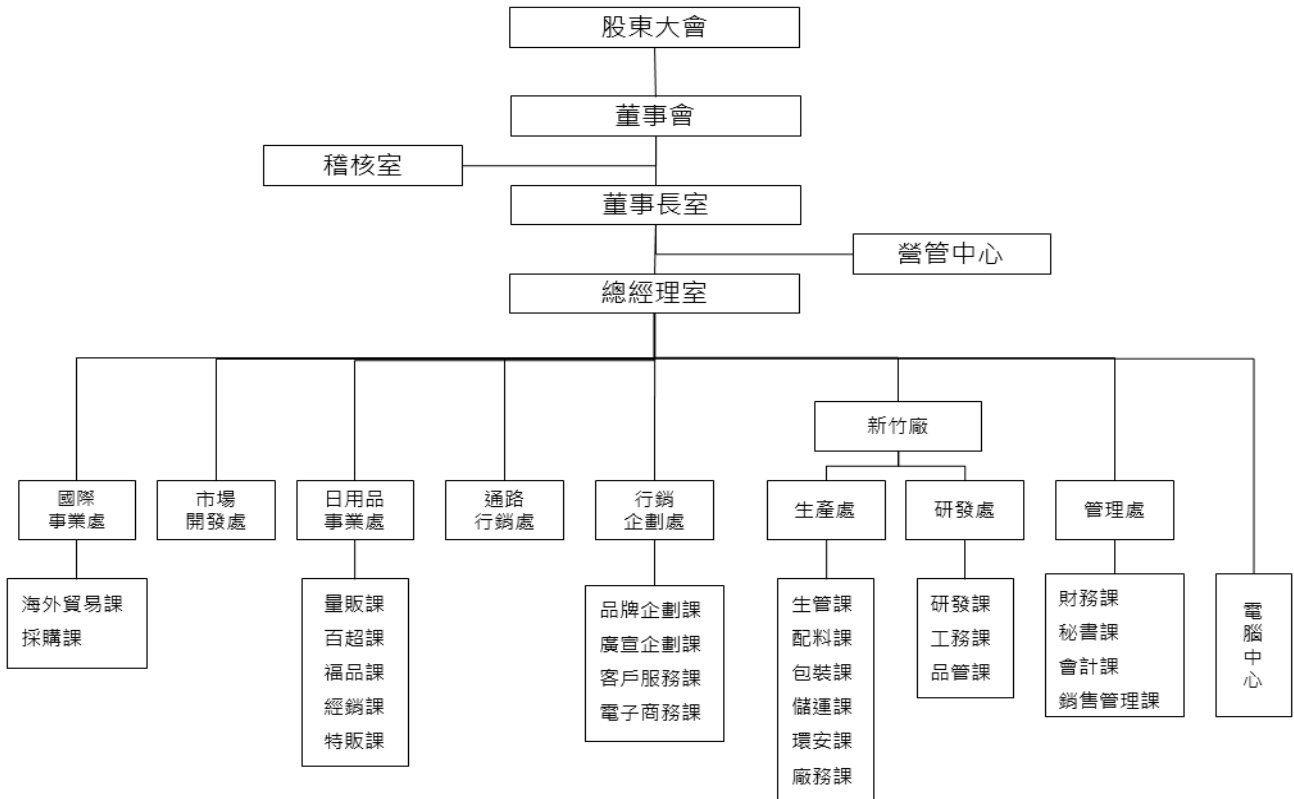 股東大會
董事會
稽核室
董事長室
營管中心
總經理室
新竹廠
國際
事業處
市場
開發處
日用品
事業處
通路
行銷處
行銷
企劃處
生產處
研發處
管理處
海外貿易課
採購課
量販課
百超課
福品課
經銷課
特販課
品牌企劃課
廣宣企劃課
客戶服務課
電子商務課
生管課
配料課
包裝課
儲運課
環安課
廠務課
研發課
工務課
品管課
財務課
秘書課
會計課
銷售管理課
電腦中心